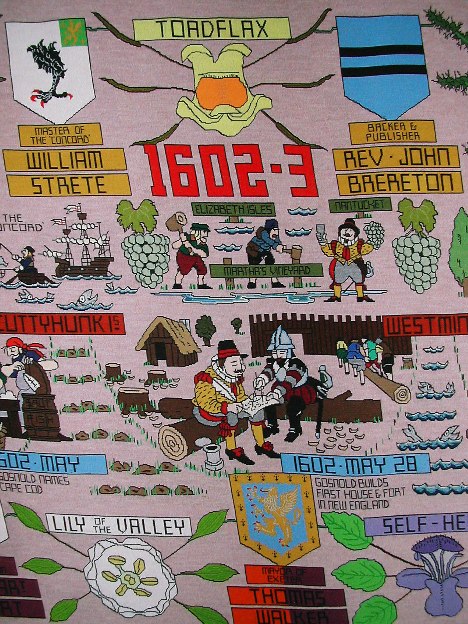 TOADFLAX
MASTER OF
THE 'CONCORD'
WILLIAM
STRETE
1602-3
BACKER &
PUBLISHER
REV · JOHN
BRERETON
ELIZABETH ISLES
NANTUCKET
THE
MARTHA'S VINEYARD
CUTTYHUNK IS
WESTMIN
602 · MAY
GOSNOLD NAMES
CAPE COD
1602 · MAY 28
GOSNOLD BUILDS
FIRST HOUSE & FORT
IN NEW ENGLAND
LILY OF THE VALLEY
SELF-HE
THOMAS
WALKER